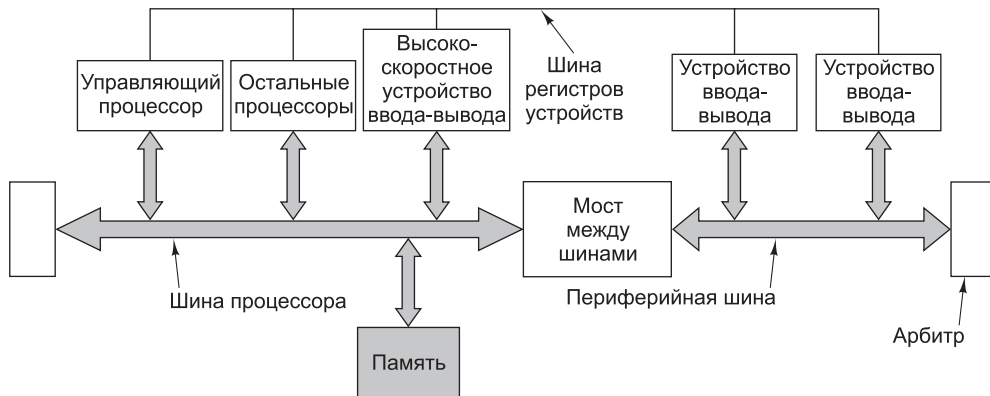 Управляющий
процессор
Остальные
процессоры
Высоко-
скоростное
устройство
ввода-вывода
Шина
регистров
устройств
Устройство
ввода-
вывода
Устройство
ввода-
вывода
Мост
между
шинами
Шина процессора
Периферийная шина
Память
Арбитр